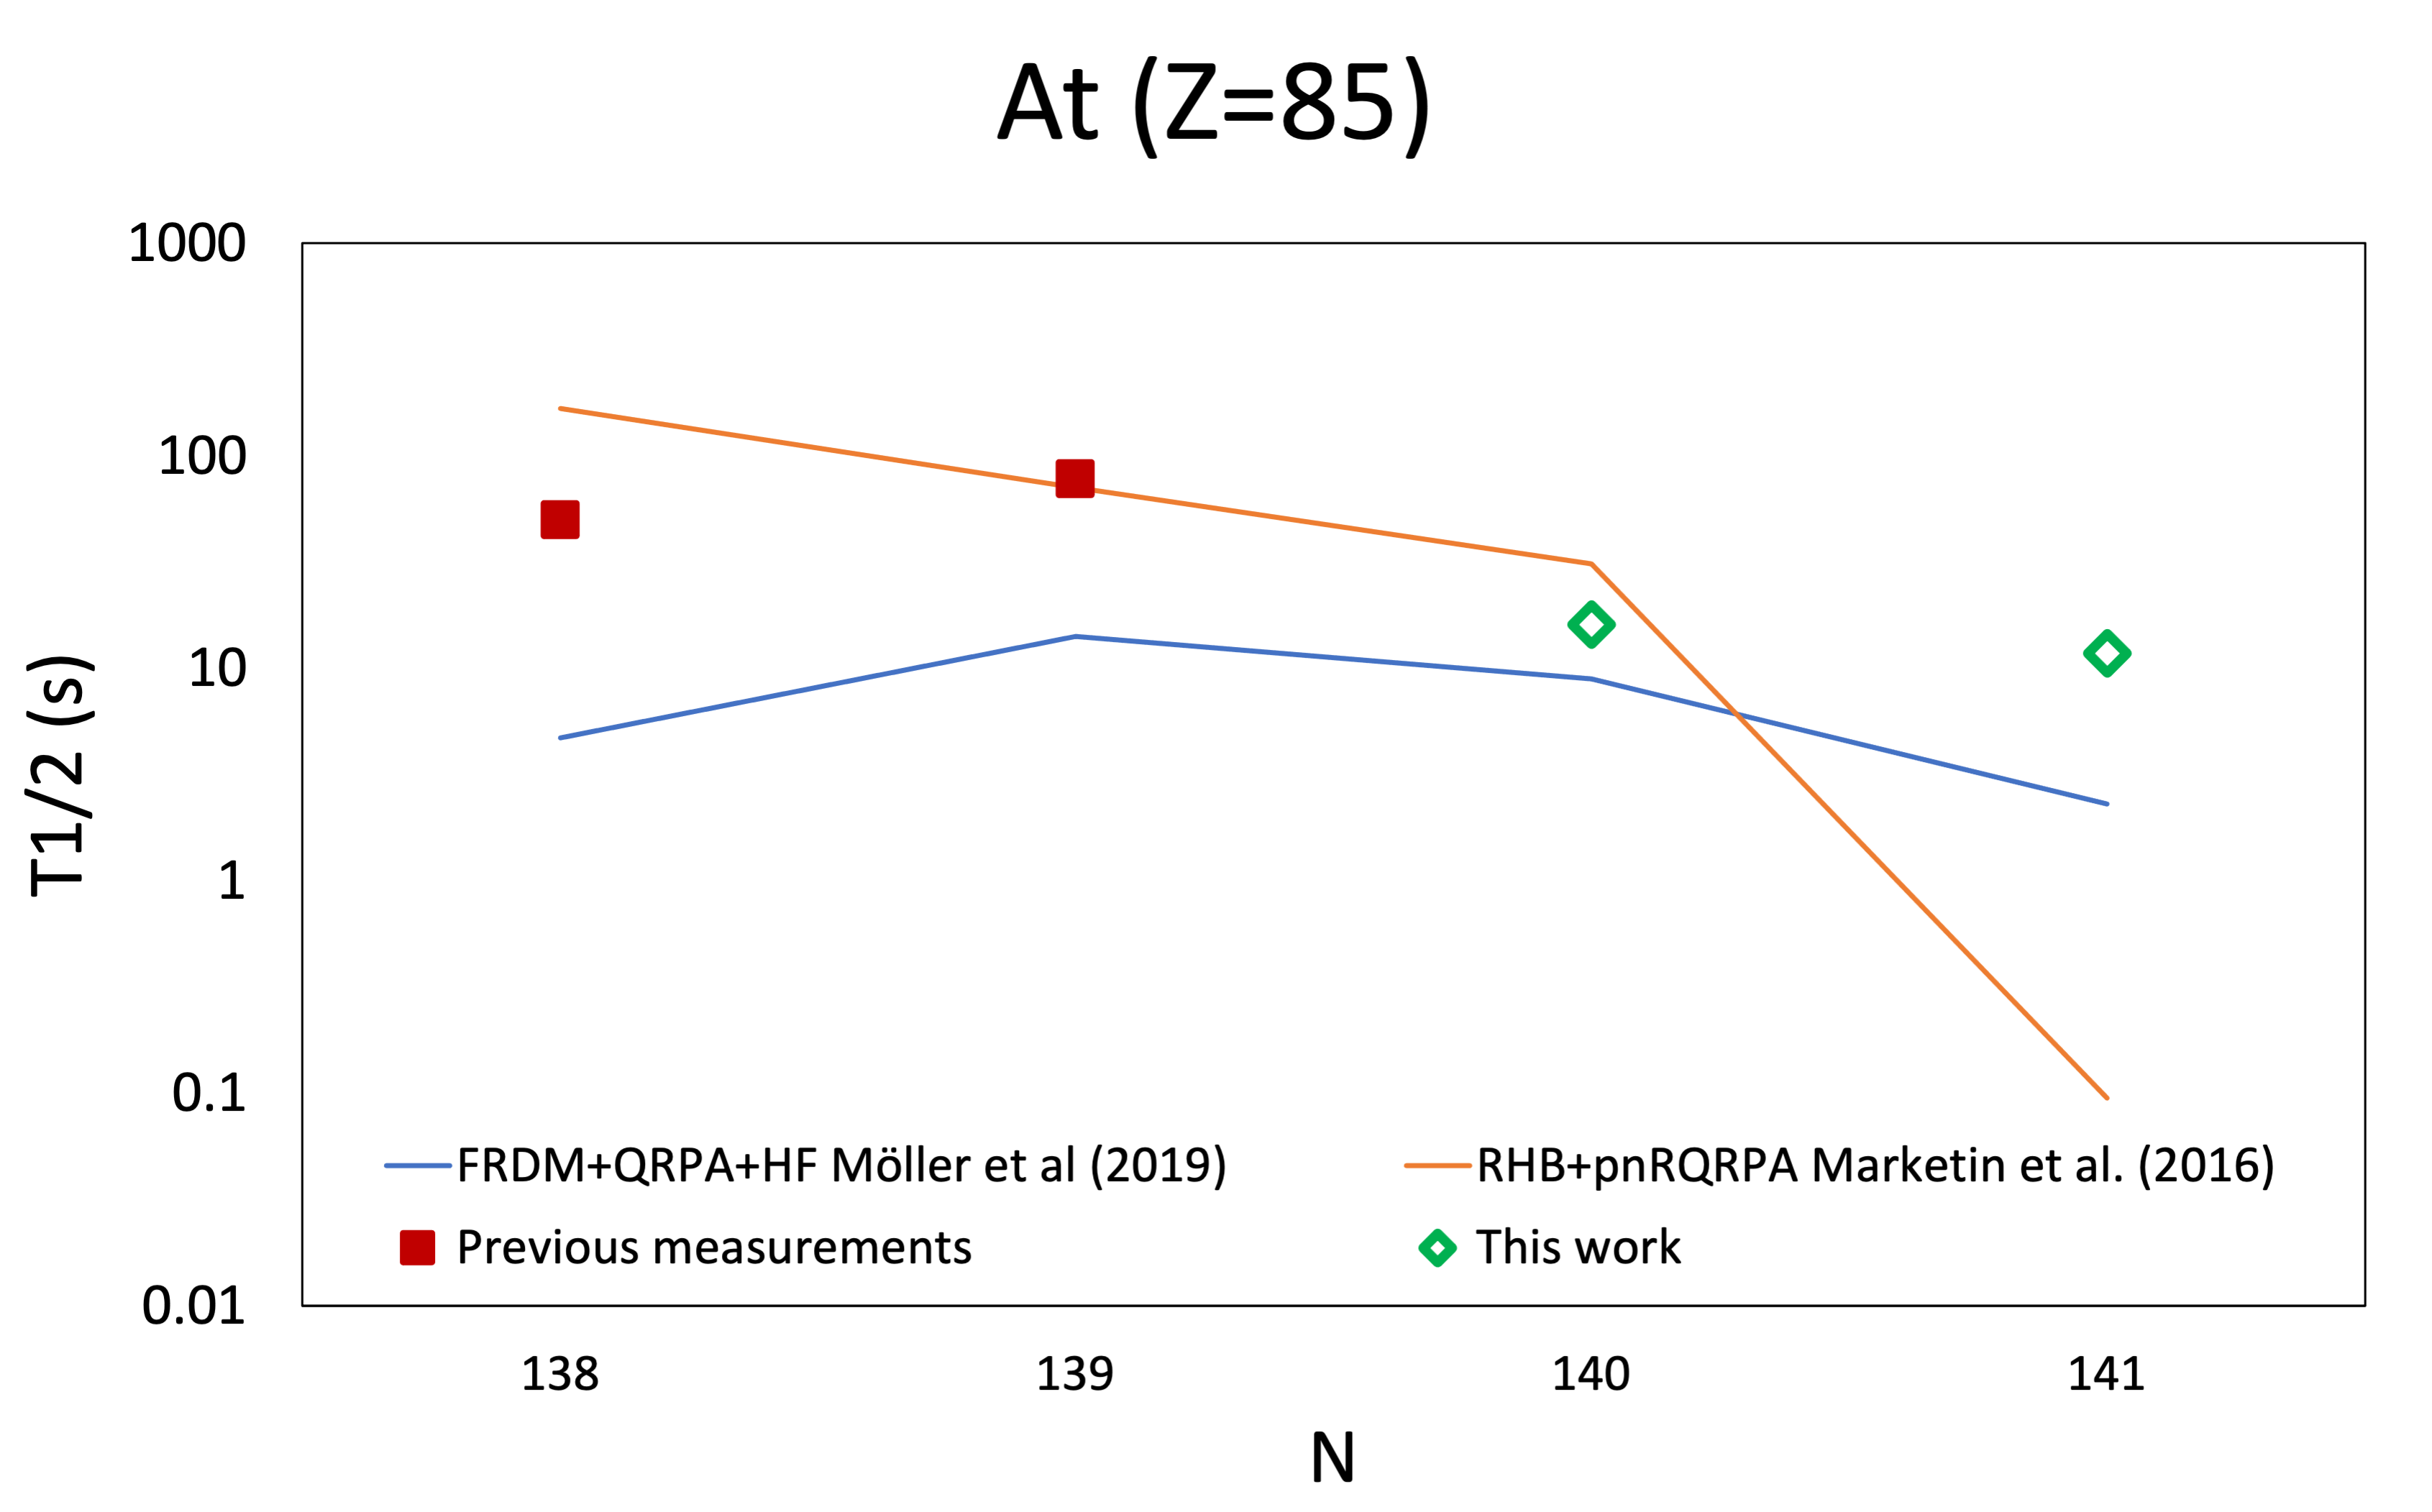 At (Z=85)
1000
100
10
1
0.1
0.01
T1/2 (s)
FRDM+QRPA+HF Möller et al (2019)
RHB+pnRQRPA Marketin et al. (2016)
Previous measurements
This work
138 139 140 141
N